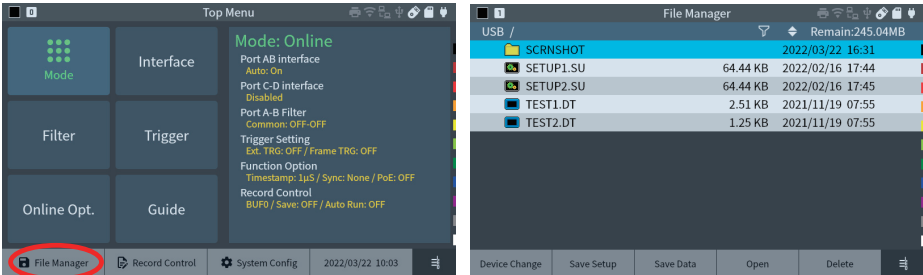 0 Top Menu
Mode
Interface
Filter
Trigger
Online Opt.
Guide
Mode: Online
Port AB interface
Auto: On
Port C-D interface
Disabled
Port A-B Filter
Common: OFF-OFF
Trigger Setting
Ext. TRG: OFF / Frame TRG: OFF
Function Option
Timestamp: 1μS / Sync: None / PoE: OFF
Record Control
BUF0 / Save: OFF / Auto Run: OFF
File Manager Record Control System Config 2022/03/22 10:03
1 File Manager
USB / Remain:245.04MB
SCRNSHOT 2022/03/22 16:31
SETUP1.SU 64.44 KB 2022/02/16 17:44
SETUP2.SU 64.44 KB 2022/02/16 17:45
TEST1.DT 2.51 KB 2021/11/19 07:55
TEST2.DT 1.25 KB 2021/11/19 07:55
Device Change Save Setup Save Data Open Delete